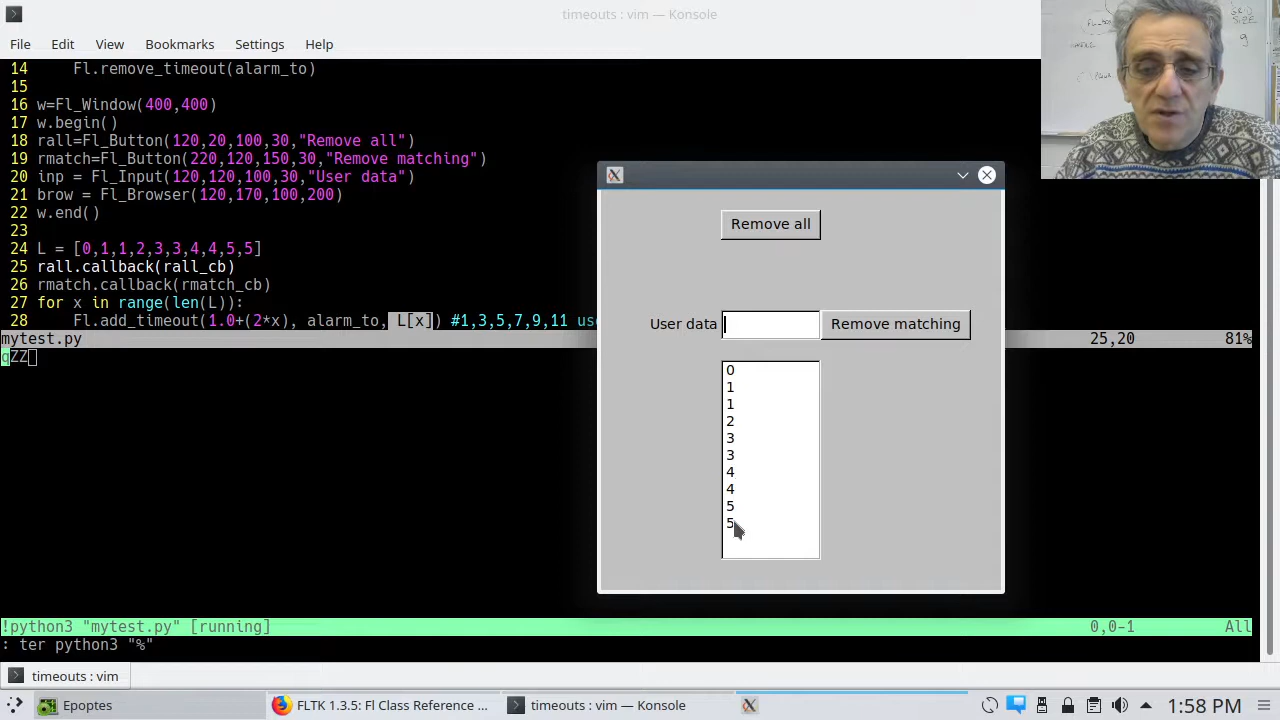 timeouts : vim — Konsole
File Edit View Bookmarks Settings Help
14 Fl.remove_timeout(alarm_to)
15
16 w=Fl_Window(400,400)
17 w.begin()
18 rall=Fl_Button(120,20,100,30,"Remove all")
19 rmatch=Fl_Button(220,120,150,30,"Remove matching")
20 inp = Fl_Input(120,120,100,30,"User data")
21 brow = Fl_Browser(120,170,100,200)
22 w.end()
23
24 L = [0,1,1,2,3,3,4,4,5,5]
25 rall.callback(rall_cb)
26 rmatch.callback(rmatch_cb)
27 for x in range(len(L)):
28 Fl.add_timeout(1.0+(2*x), alarm_to, L[x]) #1,3,5,7,9,11 us
mytest.py 25,20 81%
qZZ
Remove all
User data Remove matching
0
1
1
2
3
3
4
4
5
5
!python3 "mytest.py" [running] 0,0-1 All
: ter python3 "%"
timeouts : vim
Epoptes FLTK 1.3.5: Fl Class Reference ... timeouts : vim — Konsole 1:58 PM